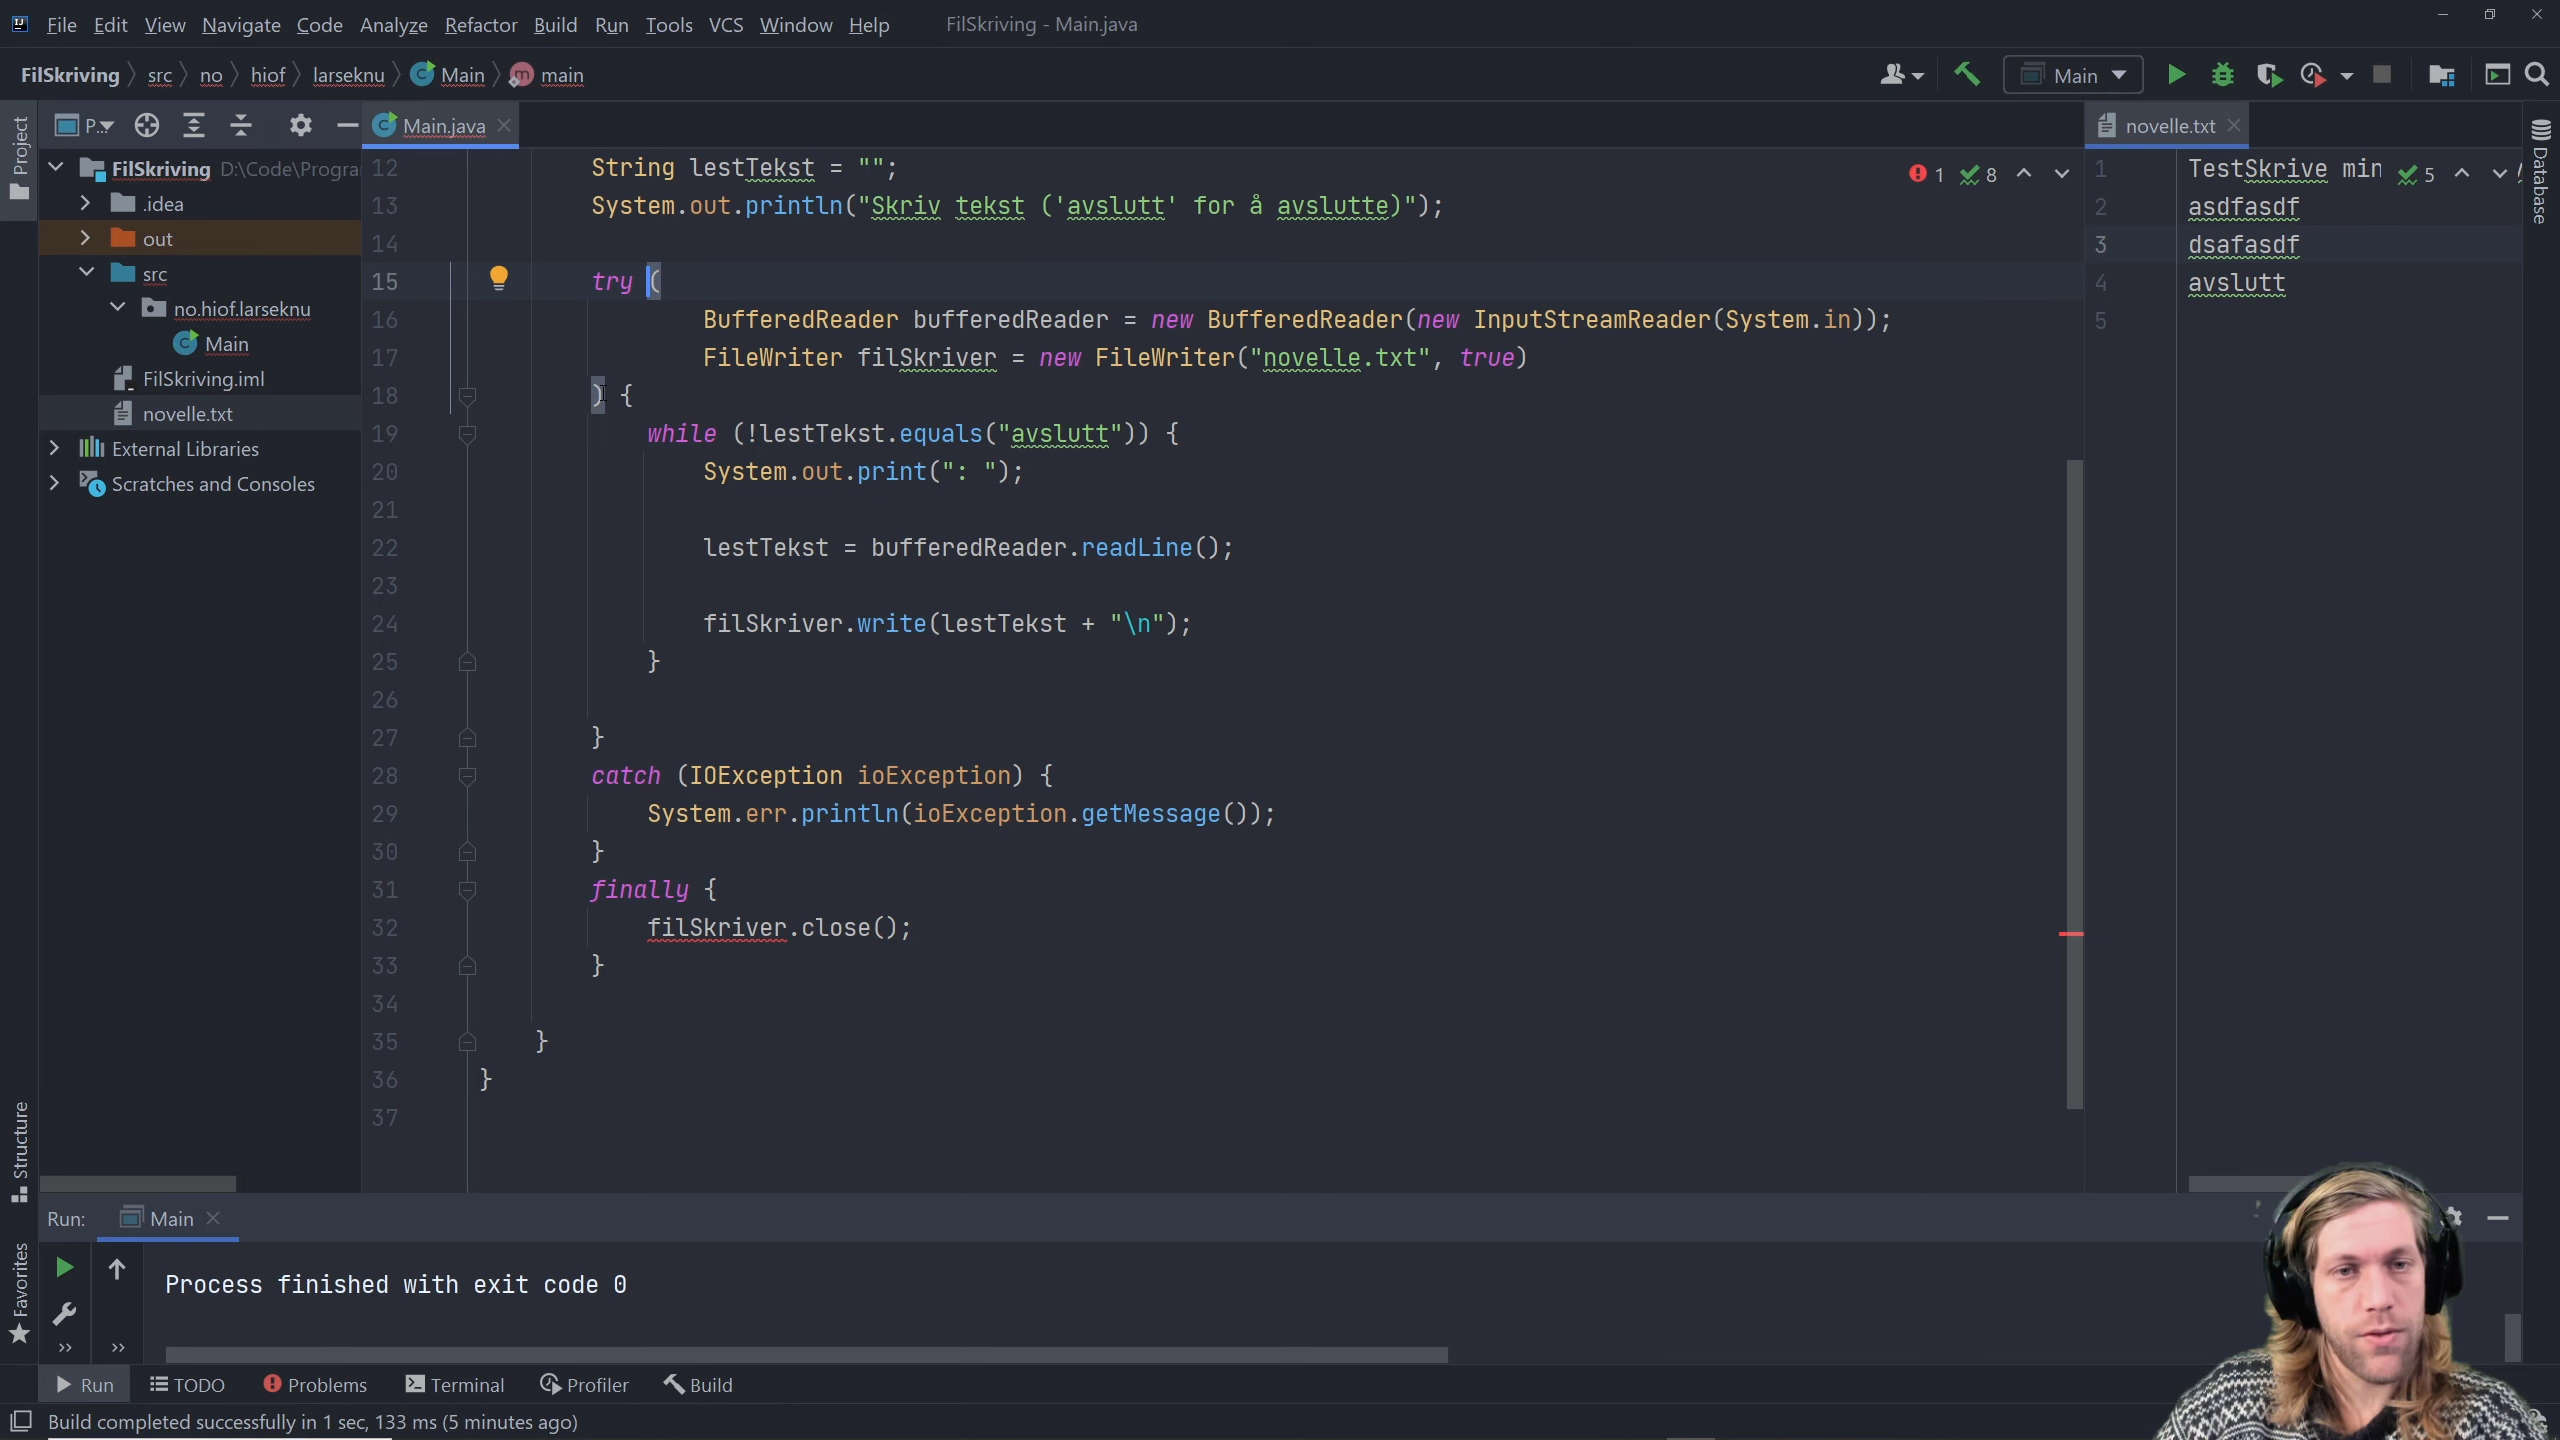 File Edit View Navigate Code Analyze Refactor Build Run Tools VCS Window Help FilSkriving - Main.java
FilSkriving src no hiof larseknu Main main Main
P... Main.java novelle.txt
Project
FilSkriving D:\Code\Progra
.idea
out
src
no.hiof.larseknu
Main
FilSkriving.iml
novelle.txt
External Libraries
Scratches and Consoles
12 String lestTekst = "";
13 System.out.println("Skriv tekst ('avslutt' for å avslutte)");
14
15 try (
16 BufferedReader bufferedReader = new BufferedReader(new InputStreamReader(System.in));
17 FileWriter filSkriver = new FileWriter("novelle.txt", true)
18 ) {
19 while (!lestTekst.equals("avslutt")) {
20 System.out.print(": ");
21
22 lestTekst = bufferedReader.readLine();
23
24 filSkriver.write(lestTekst + "\n");
25 }
26
27 }
28 catch (IOException ioException) {
29 System.err.println(ioException.getMessage());
30 }
31 finally {
32 filSkriver.close();
33 }
34
35 }
36 }
37
1 8
1 TestSkrive min 5
2 asdfasdf
3 dsafasdf
4 avslutt
5
Database
Structure
Favorites
Run: Main
Process finished with exit code 0
Run TODO Problems Terminal Profiler Build
Build completed successfully in 1 sec, 133 ms (5 minutes ago)